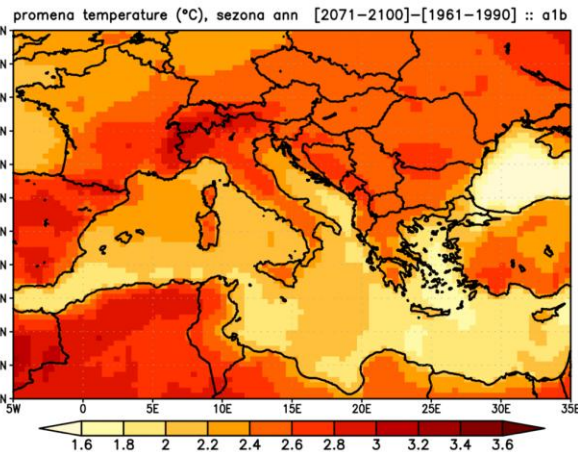 promena temperature (°C), sezona ann [2071−2100]−[1961−1990] :: a1b
N
N
N
N
N
N
N
N
N
N
N
5W 0 5E 10E 15E 20E 25E 30E 35E
1.6 1.8 2 2.2 2.4 2.6 2.8 3 3.2 3.4 3.6